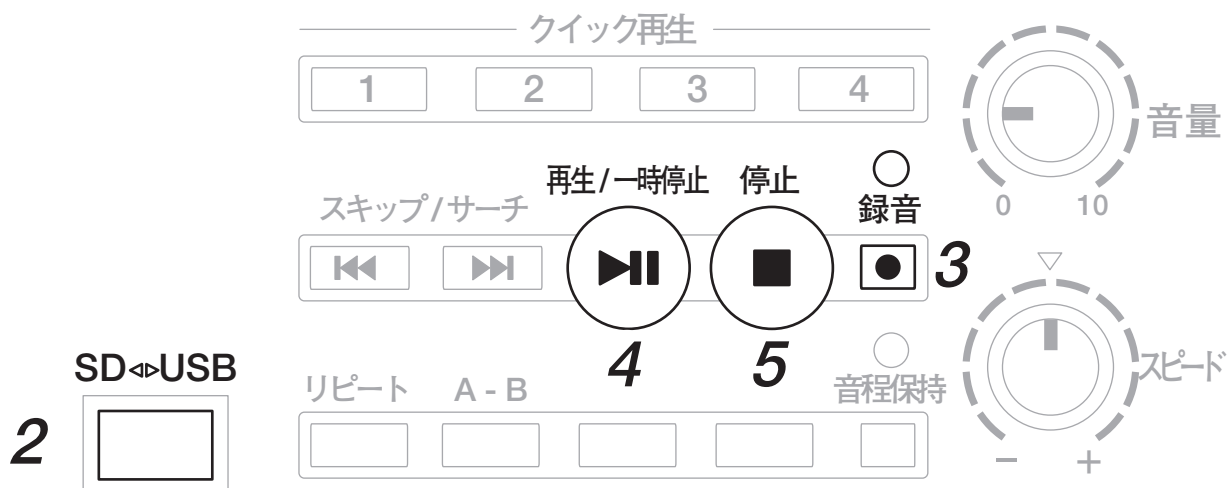 クイック再生
1 2 3 4
音量
0 10
スキップ/サーチ 再生/一時停止 停止 録音
3
SD◁▷USB
4 5
リピート A - B 音程保持
スピード
2
− +